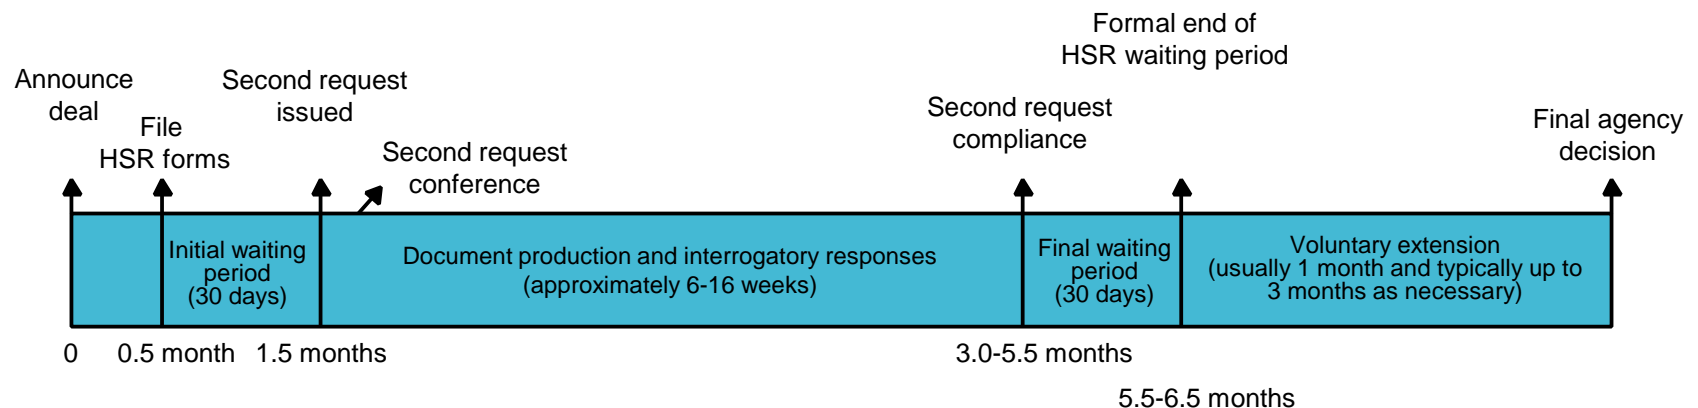 Announce
deal
File
HSR forms
Second request
issued
Second request
conference
Second request
compliance
Formal end of
HSR waiting period
Final agency
decision
Initial waiting
period
(30 days)
Document production and interrogatory responses
(approximately 6-16 weeks)
Final waiting
period
(30 days)
Voluntary extension
(usually 1 month and typically up to
3 months as necessary)
0
0.5 month
1.5 months
3.0-5.5 months
5.5-6.5 months